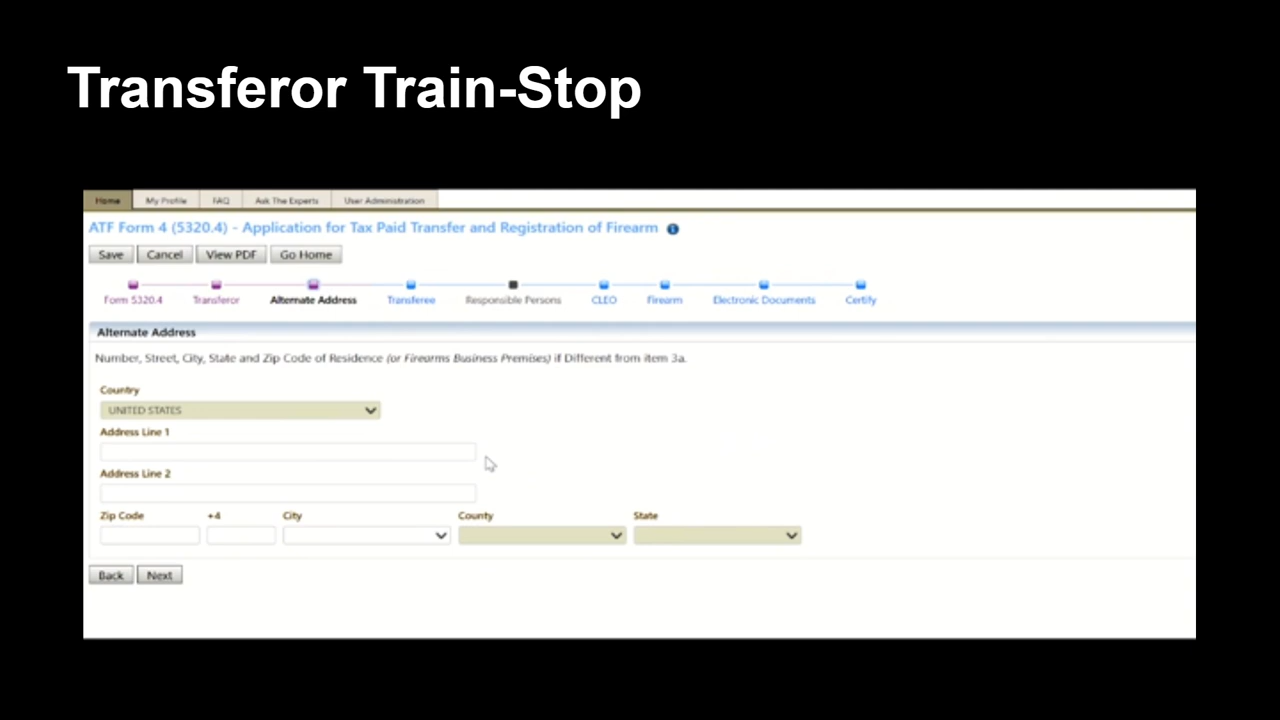 Transferor Train-Stop
Home My Profile FAQ Ask The Experts User Administration
ATF Form 4 (5320.4) - Application for Tax Paid Transfer and Registration of Firearm
Save Cancel View PDF Go Home
Form 5320.4 Transferor Alternate Address Transferee Responsible Persons CLEO Firearm Electronic Documents Certify
Alternate Address
Number, Street, City, State and Zip Code of Residence (or Firearms Business Premises) if Different from item 3a.
Country
UNITED STATES
Address Line 1
Address Line 2
Zip Code +4 City County State
Back Next